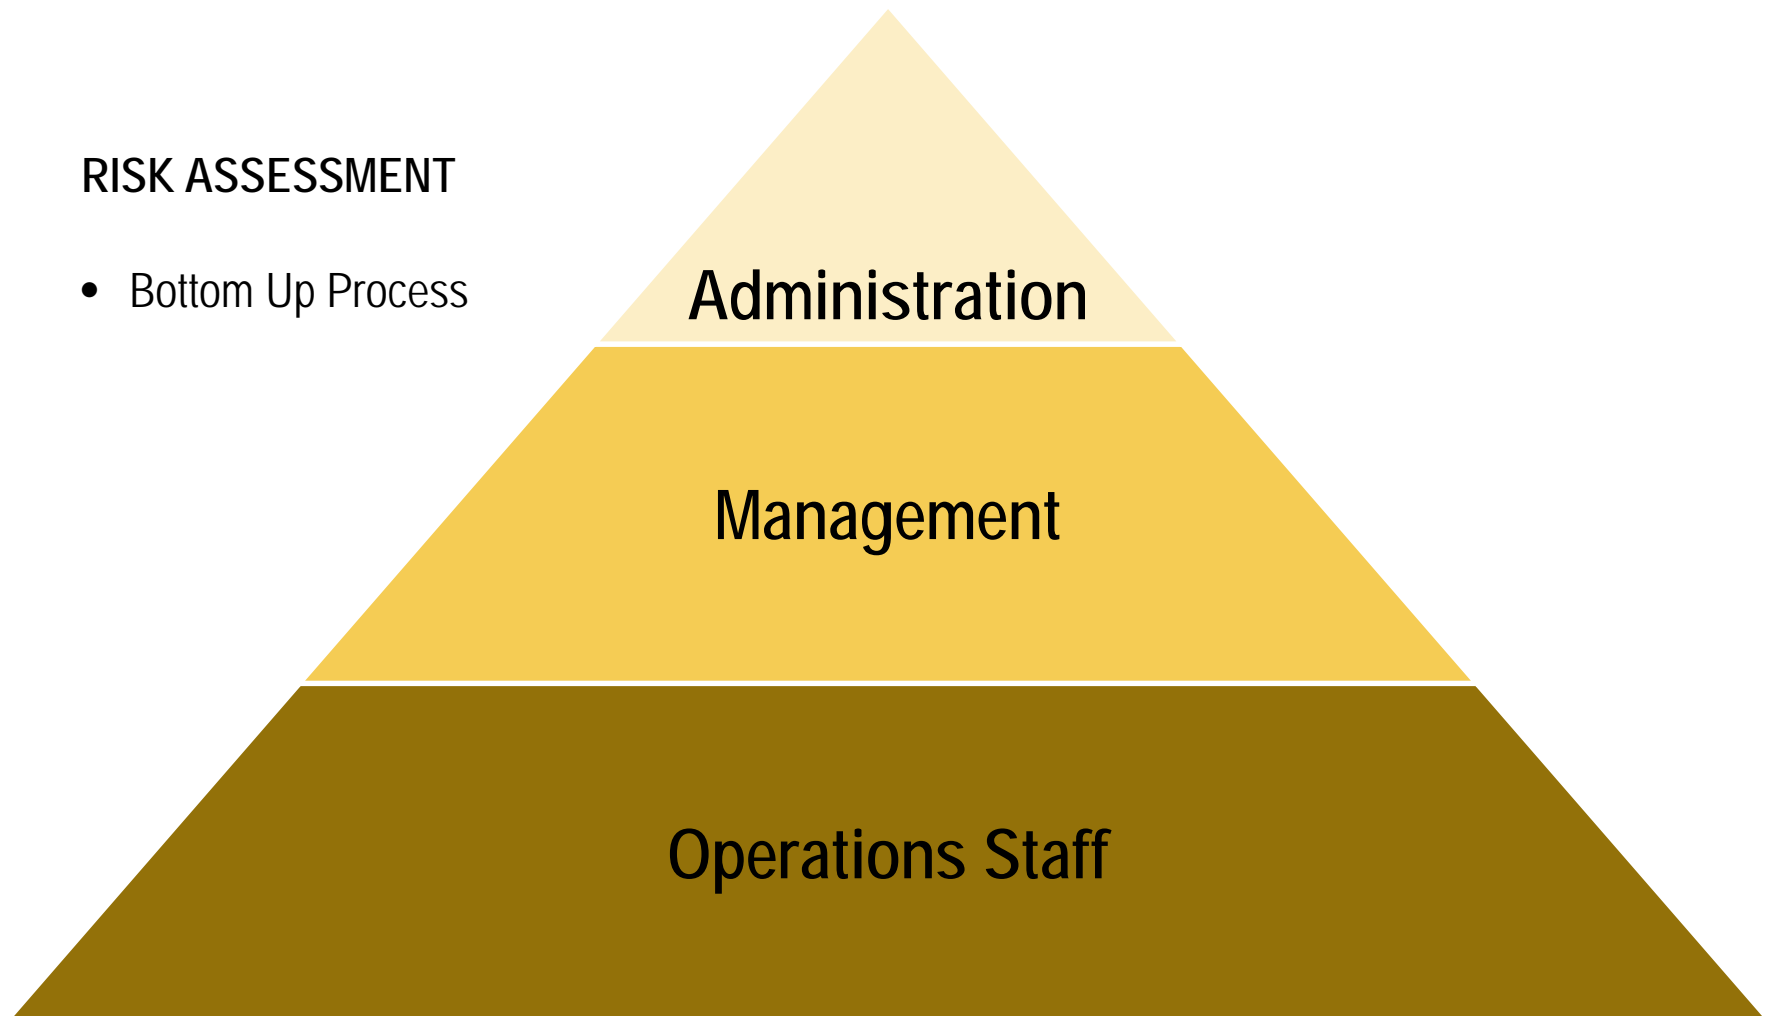 RISK ASSESSMENT
• Bottom Up Process
Administration
Management
Operations Staff